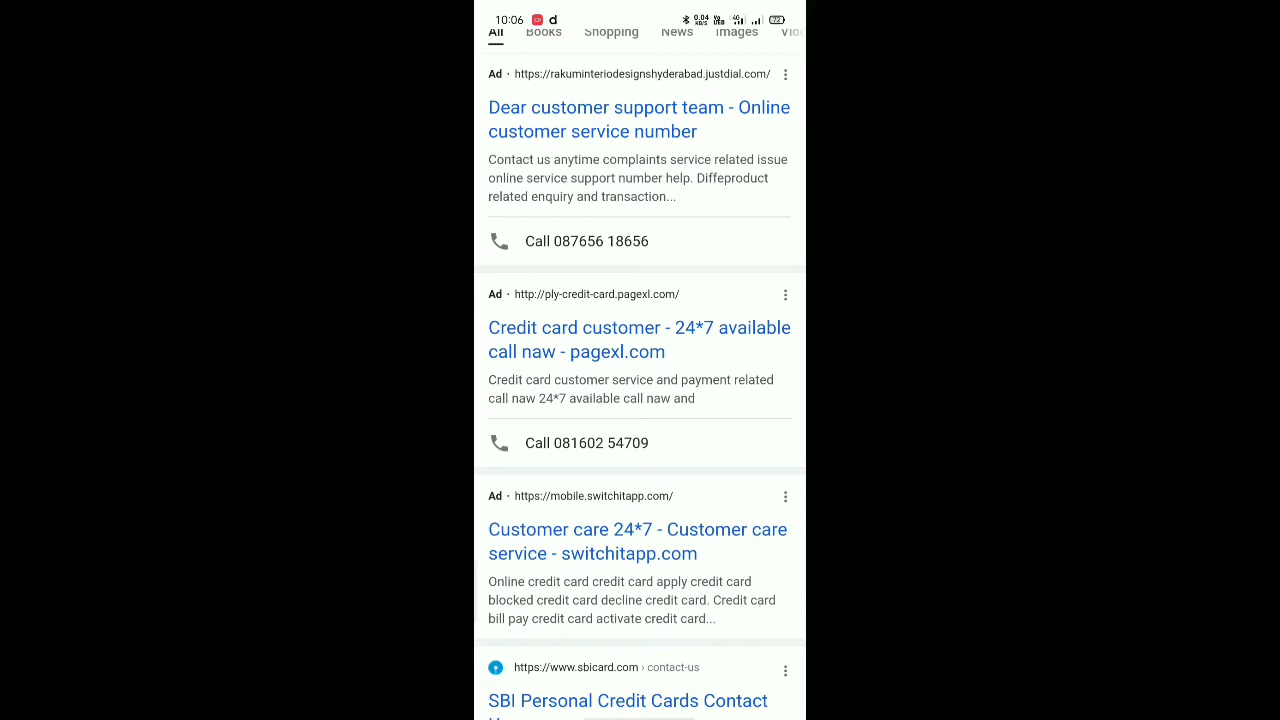 10:06 d 0.04 KB/S 4G 72
All Books Shopping News Images Vid
Ad · https://rakuminteriodesignshyderabad.justdial.com/
Dear customer support team - Online
customer service number
Contact us anytime complaints service related issue
online service support number help. Diffeproduct
related enquiry and transaction...
Call 087656 18656
Ad · http://ply-credit-card.pagexl.com/
Credit card customer - 24*7 available
call naw - pagexl.com
Credit card customer service and payment related
call naw 24*7 available call naw and
Call 081602 54709
Ad · https://mobile.switchitapp.com/
Customer care 24*7 - Customer care
service - switchitapp.com
Online credit card credit card apply credit card
blocked credit card decline credit card. Credit card
bill pay credit card activate credit card...
https://www.sbicard.com › contact-us
SBI Personal Credit Cards Contact